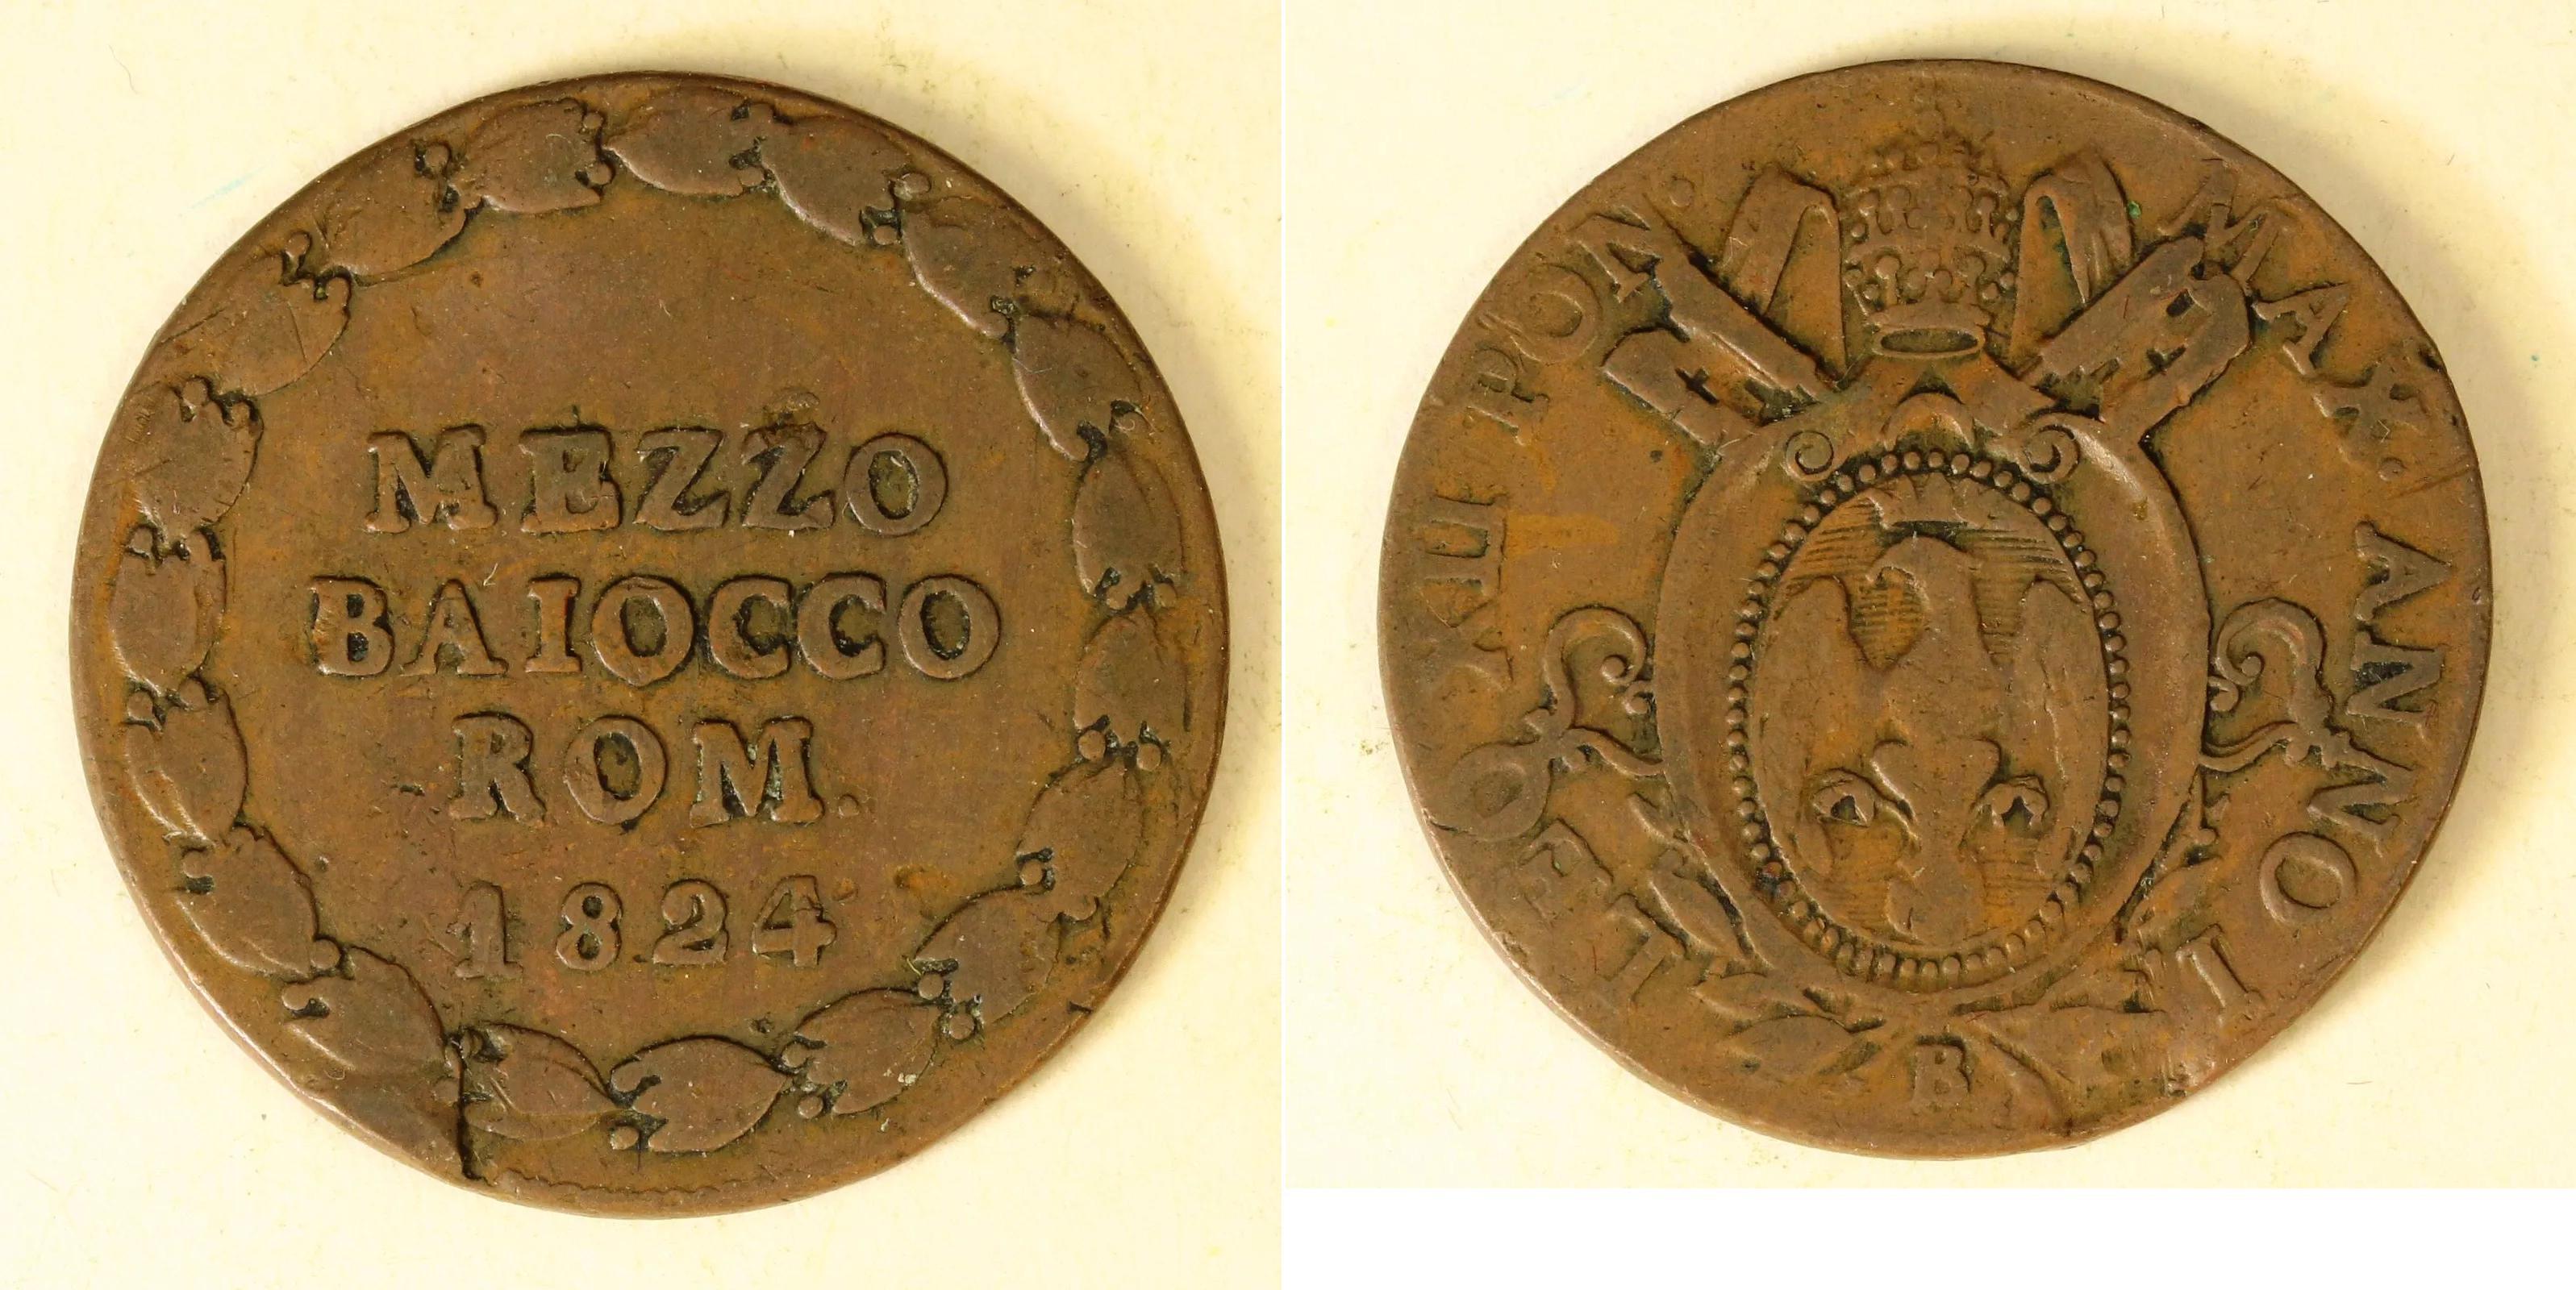 MEZZO
BAIOCCO
ROM.
1824
LEO XII PON. MAX. ANNO I
B